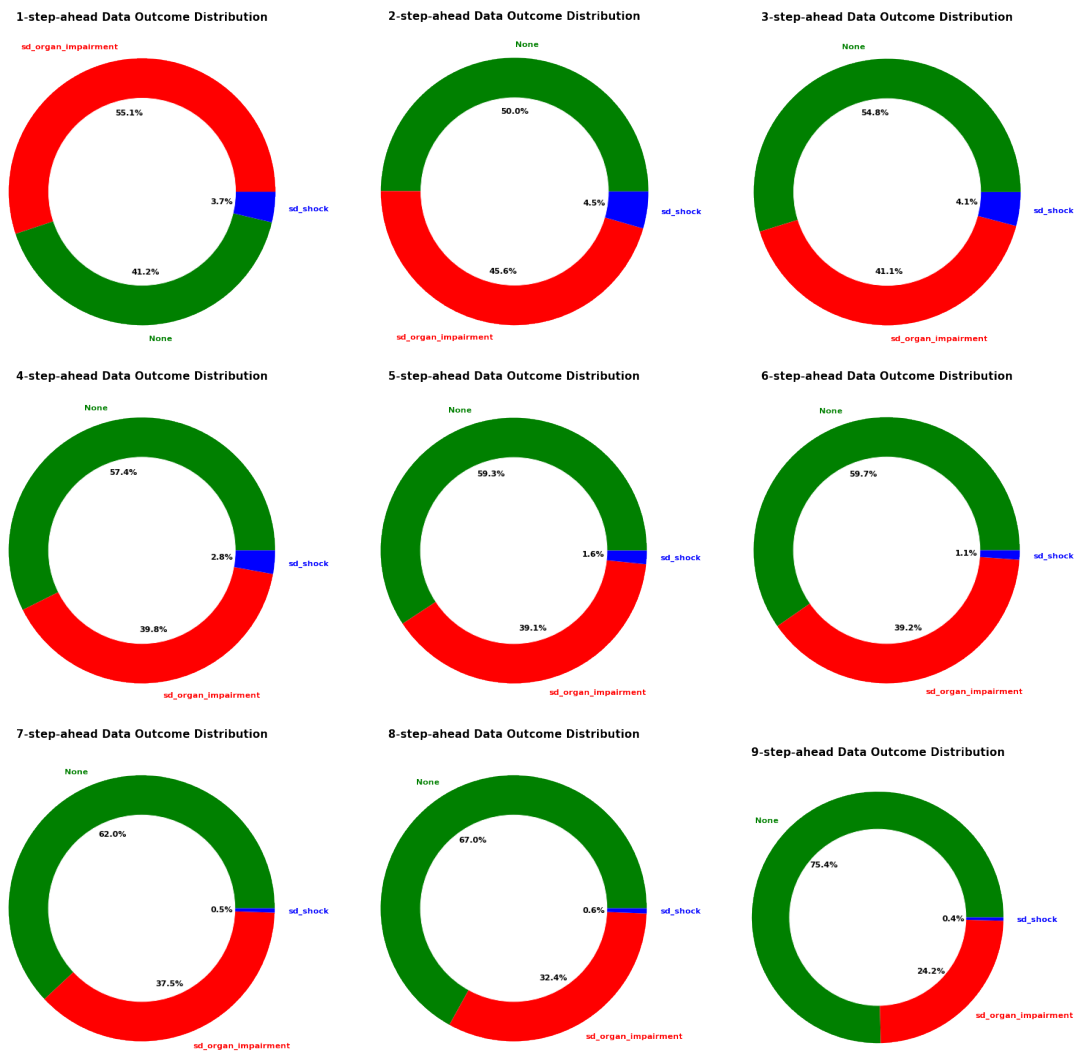 1-step-ahead Data Outcome Distribution
sd_organ_impairment
55.1%
3.7%
sd_shock
41.2%
None
2-step-ahead Data Outcome Distribution
None
50.0%
4.5%
sd_shock
45.6%
sd_organ_impairment
3-step-ahead Data Outcome Distribution
None
54.8%
4.1%
sd_shock
41.1%
sd_organ_impairment
4-step-ahead Data Outcome Distribution
None
57.4%
2.8%
sd_shock
39.8%
sd_organ_impairment
5-step-ahead Data Outcome Distribution
None
59.3%
1.6%
sd_shock
39.1%
sd_organ_impairment
6-step-ahead Data Outcome Distribution
None
59.7%
1.1%
sd_shock
39.2%
sd_organ_impairment
7-step-ahead Data Outcome Distribution
None
62.0%
0.5%
sd_shock
37.5%
sd_organ_impairment
8-step-ahead Data Outcome Distribution
None
67.0%
0.6%
sd_shock
32.4%
sd_organ_impairment
9-step-ahead Data Outcome Distribution
None
75.4%
0.4%
sd_shock
24.2%
sd_organ_impairment